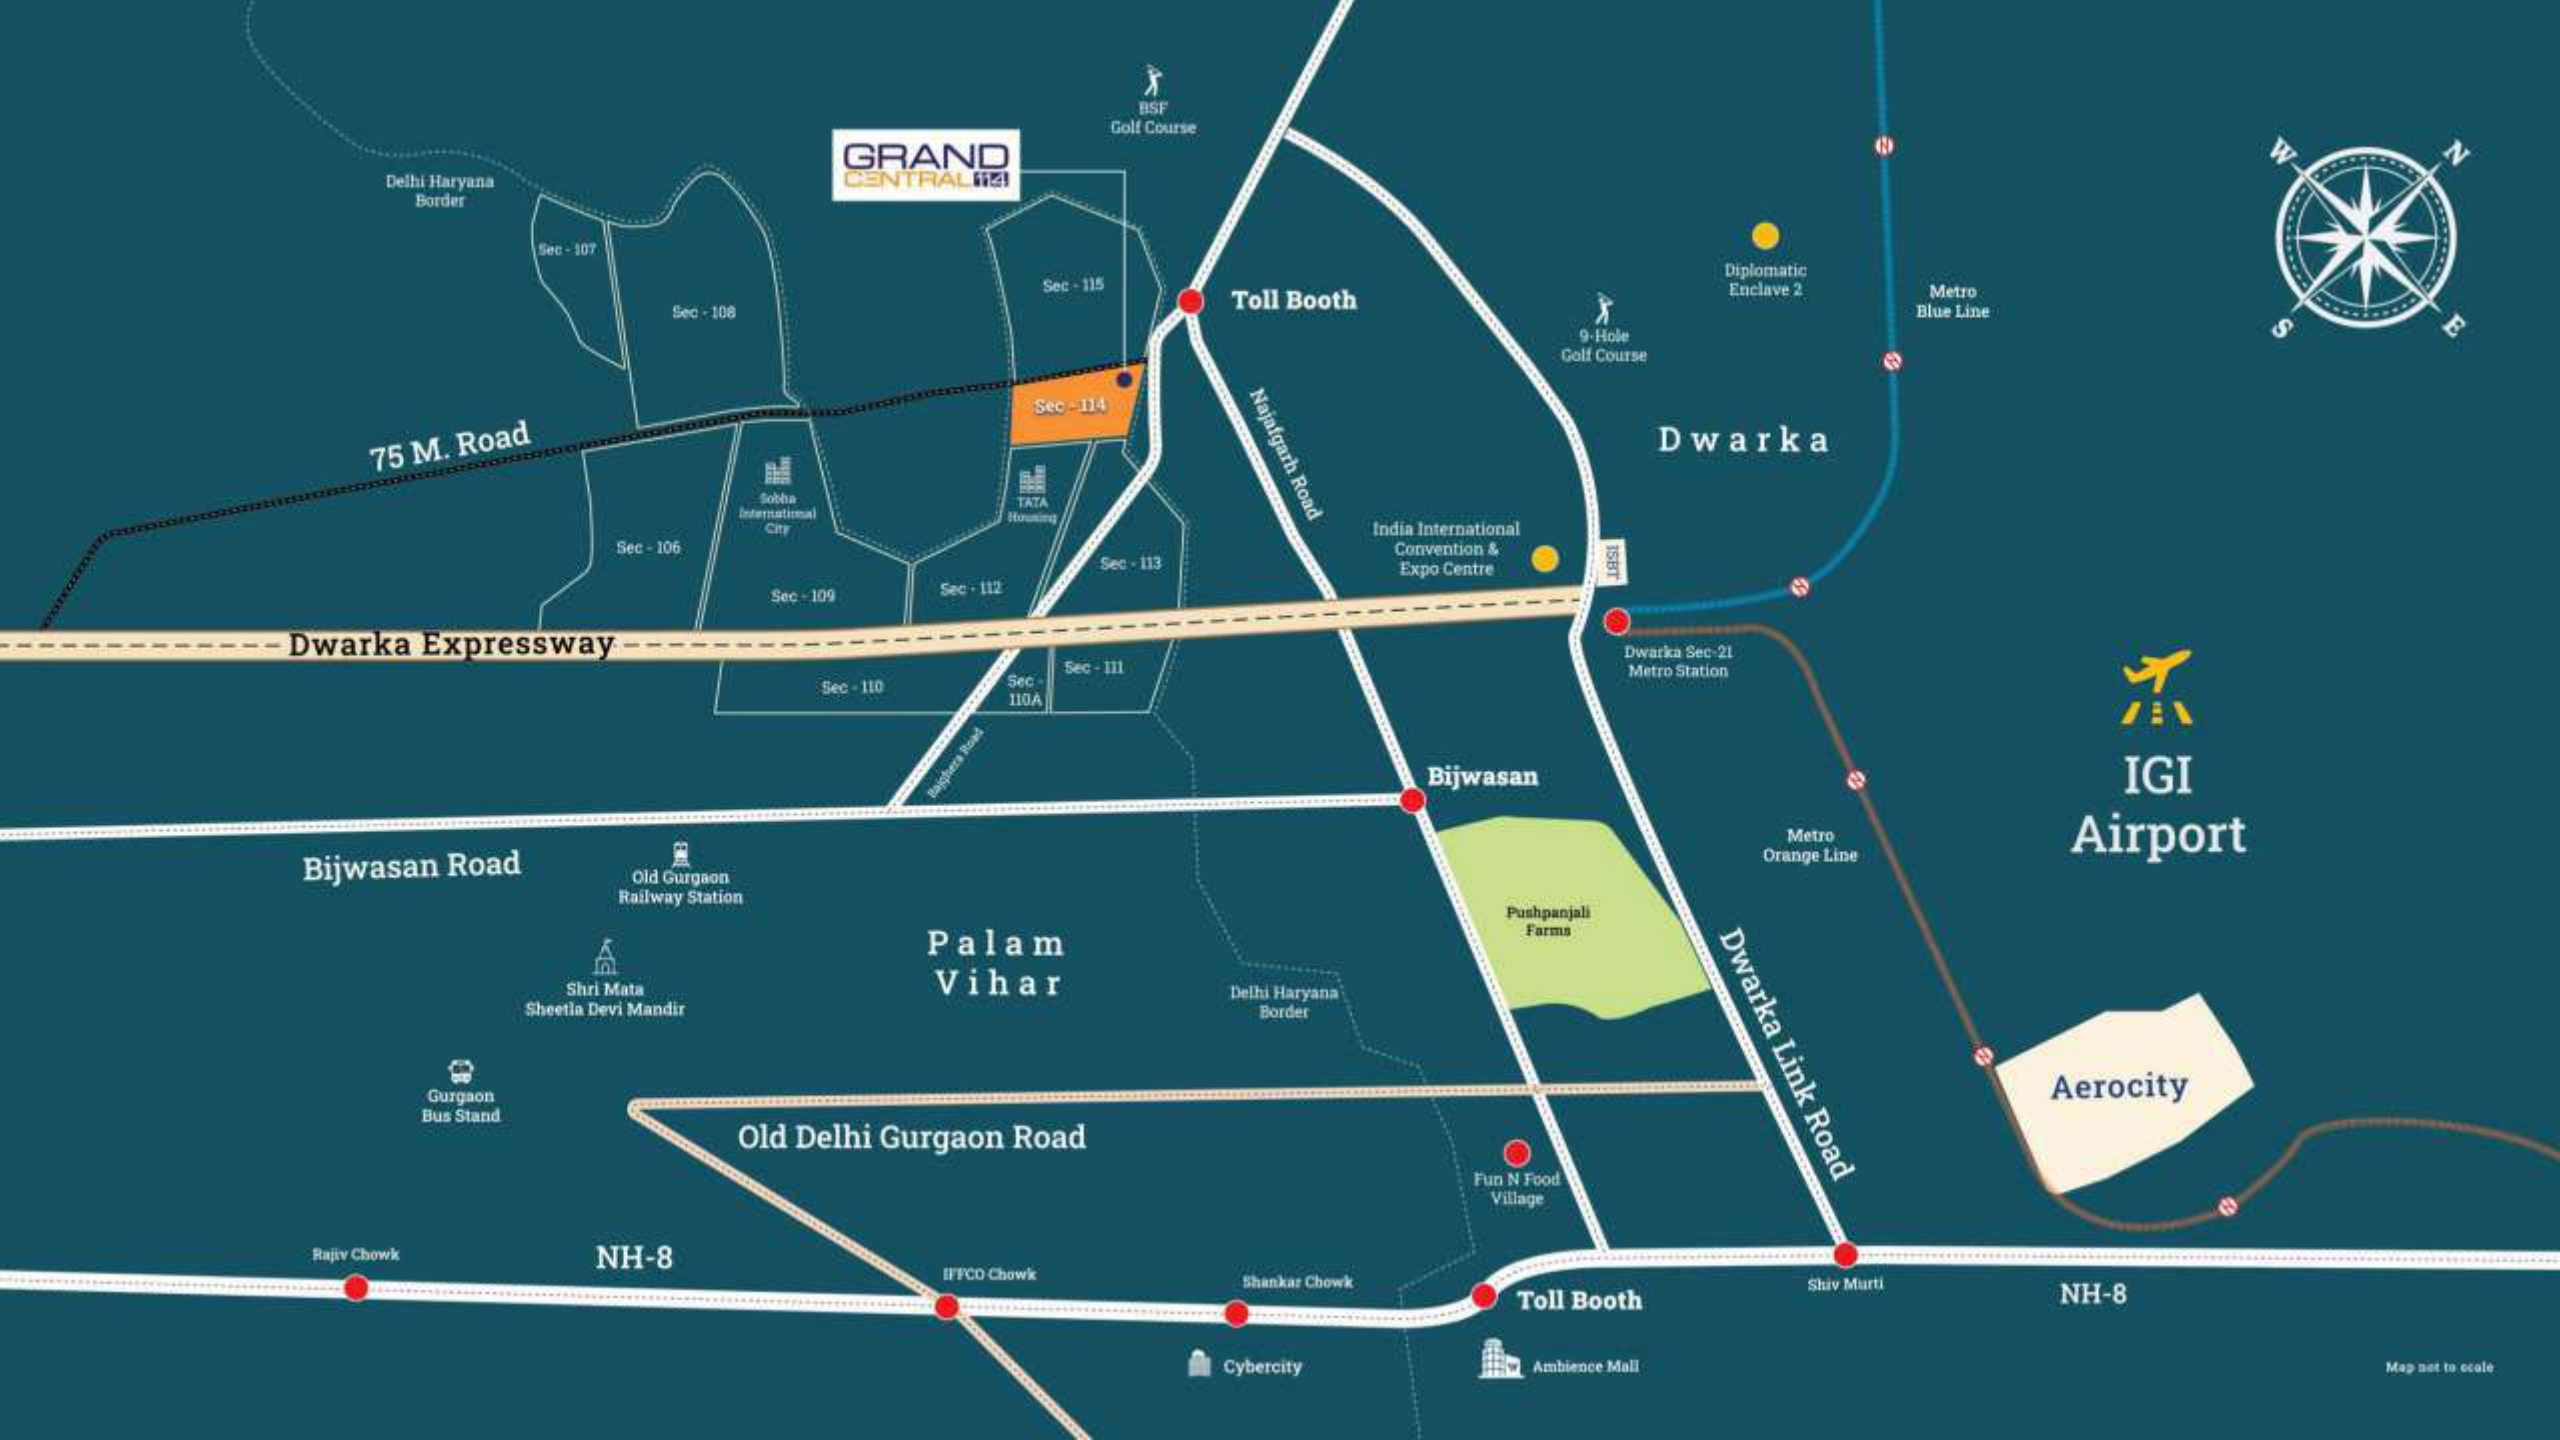 BSF
Golf Course
GRAND
CENTRAL 114
W
N
S
E
Delhi Haryana
Border
Sec - 107
Sec - 108
Sec - 115
Toll Booth
Diplomatic
Enclave 2
Metro
Blue Line
9-Hole
Golf Course
Sec - 114
75 M. Road
Najafgarh Road
Dwarka
Sobha
International
City
TATA
Housing
India International
Convention &
Expo Centre
ISBT
Sec - 106
Sec - 113
Sec - 109
Sec - 112
Dwarka Expressway
Dwarka Sec-21
Metro Station
Sec - 110
Sec -
110A
Sec - 111
Bajghera Road
Bijwasan
IGI
Airport
Metro
Orange Line
Bijwasan Road
Old Gurgaon
Railway Station
Pushpanjali
Farms
Palam
Vihar
Shri Mata
Sheetla Devi Mandir
Delhi Haryana
Border
Dwarka Link Road
Aerocity
Gurgaon
Bus Stand
Old Delhi Gurgaon Road
Fun N Food
Village
Rajiv Chowk
NH-8
IFFCO Chowk
Shankar Chowk
Toll Booth
Shiv Murti
NH-8
Cybercity
Ambience Mall
Map not to scale